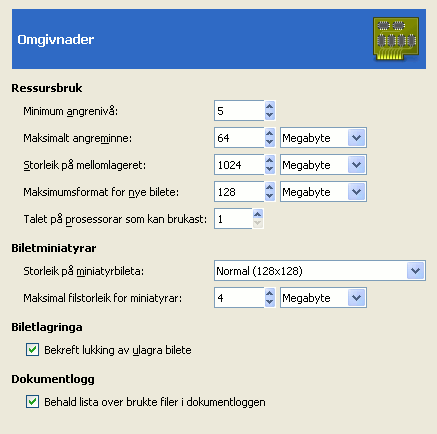 Omgivnader
Ressursbruk
Minimum angrenivå: 5
Maksimalt angreminne: 64 Megabyte
Storleik på mellomlageret: 1024 Megabyte
Maksimumsformat for nye bilete: 128 Megabyte
Talet på prosessorar som kan brukast: 1
Biletminiatyrar
Storleik på miniatyrbileta: Normal (128x128)
Maksimal filstorleik for miniatyrar: 4 Megabyte
Biletlagringa
Bekreft lukking av ulagra bilete
Dokumentlogg
Behald lista over brukte filer i dokumentloggen